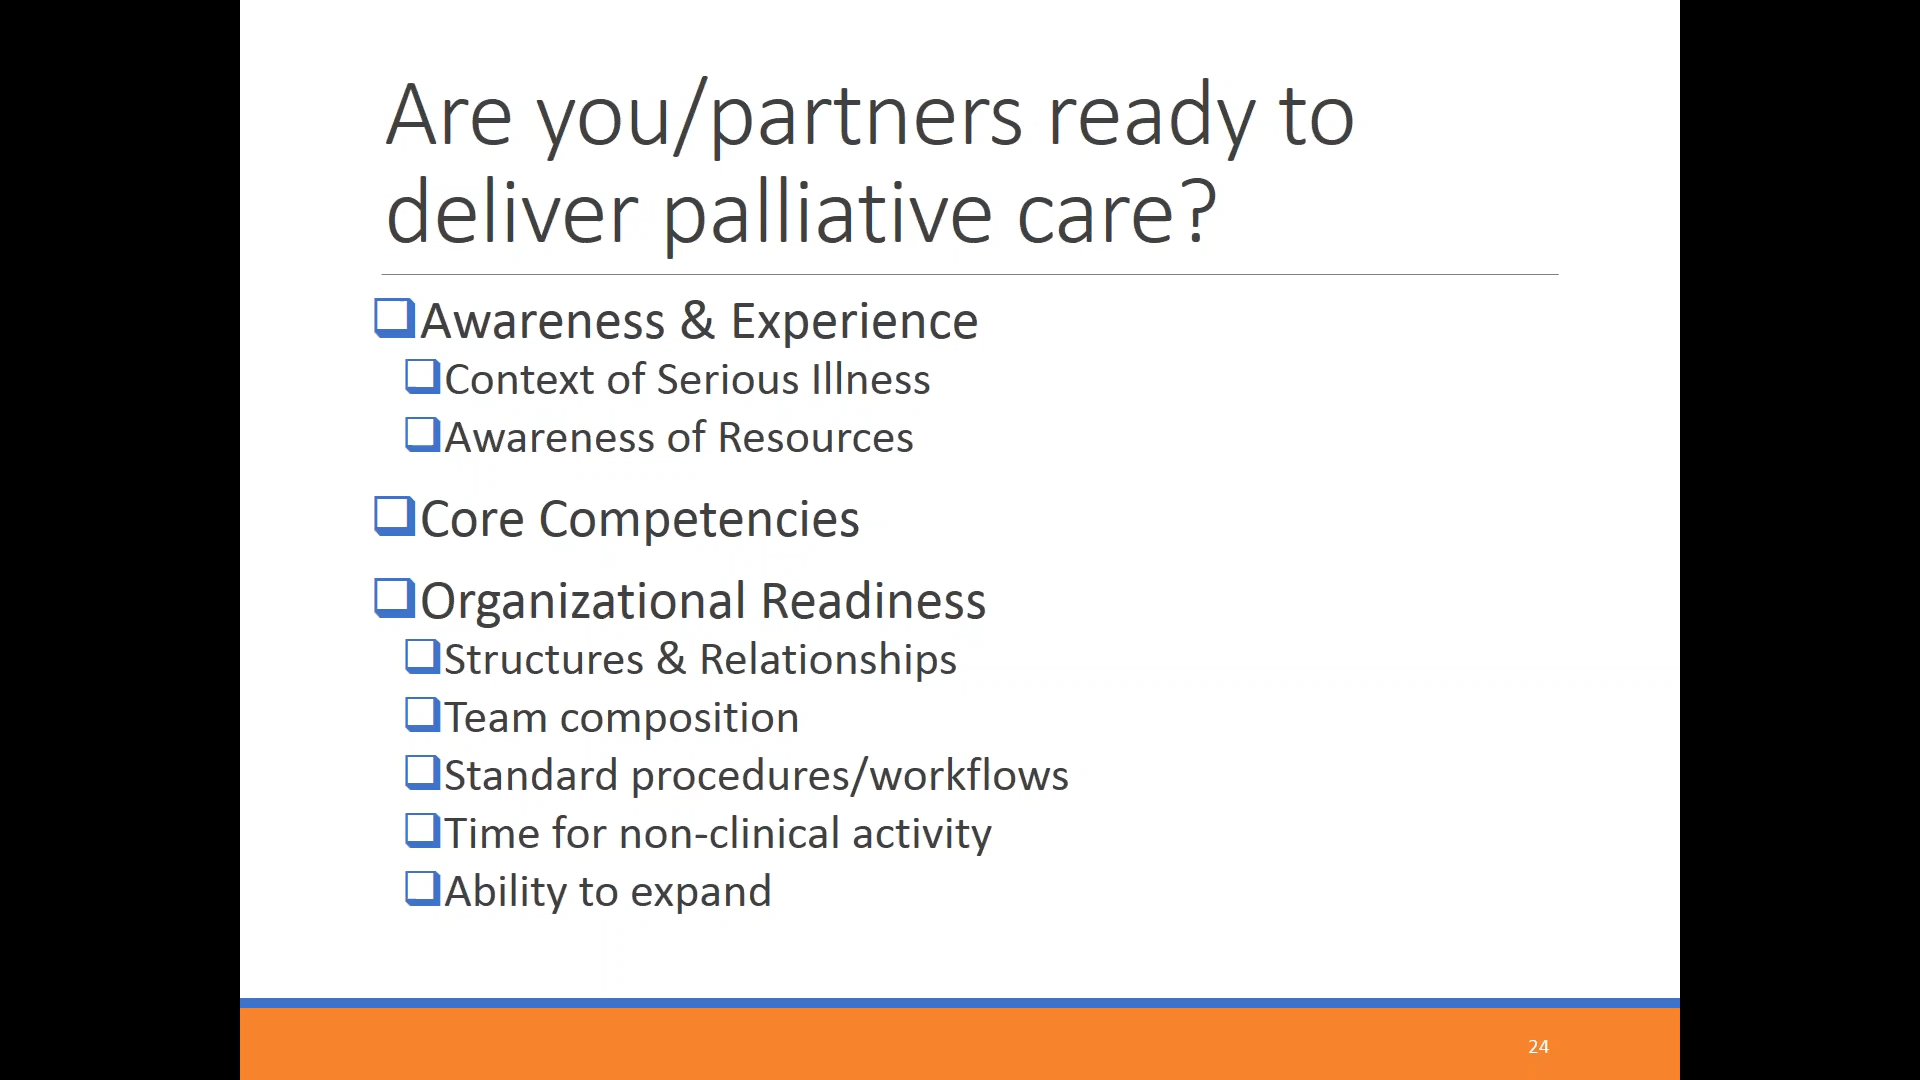 Are you/partners ready to
deliver palliative care?
Awareness & Experience
Context of Serious Illness
Awareness of Resources
Core Competencies
Organizational Readiness
Structures & Relationships
Team composition
Standard procedures/workflows
Time for non-clinical activity
Ability to expand
24